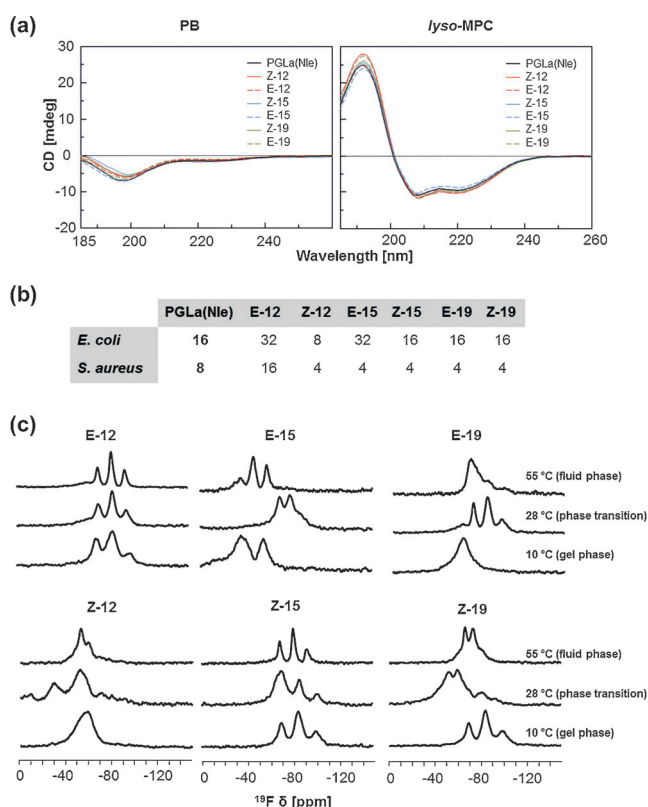 (a)
PB
lyso-MPC
30
20
10
0
-10
-20
CD [mdeg]
PGLa(Nle)
Z-12
E-12
Z-15
E-15
Z-19
E-19
PGLa(Nle)
Z-12
E-12
Z-15
E-15
Z-19
E-19
185 200 220 240 200 220 240 260
Wavelength [nm]
(b)
PGLa(Nle) E-12 Z-12 E-15 Z-15 E-19 Z-19
E. coli 16 32 8 32 16 16 16
S. aureus 8 16 4 4 4 4 4
(c)
E-12 E-15 E-19
55 °C (fluid phase)
28 °C (phase transition)
10 °C (gel phase)
Z-12 Z-15 Z-19
55 °C (fluid phase)
28 °C (phase transition)
10 °C (gel phase)
0 -40 -80 -120 0 -40 -80 -120 0 -40 -80 -120
¹⁹F δ [ppm]